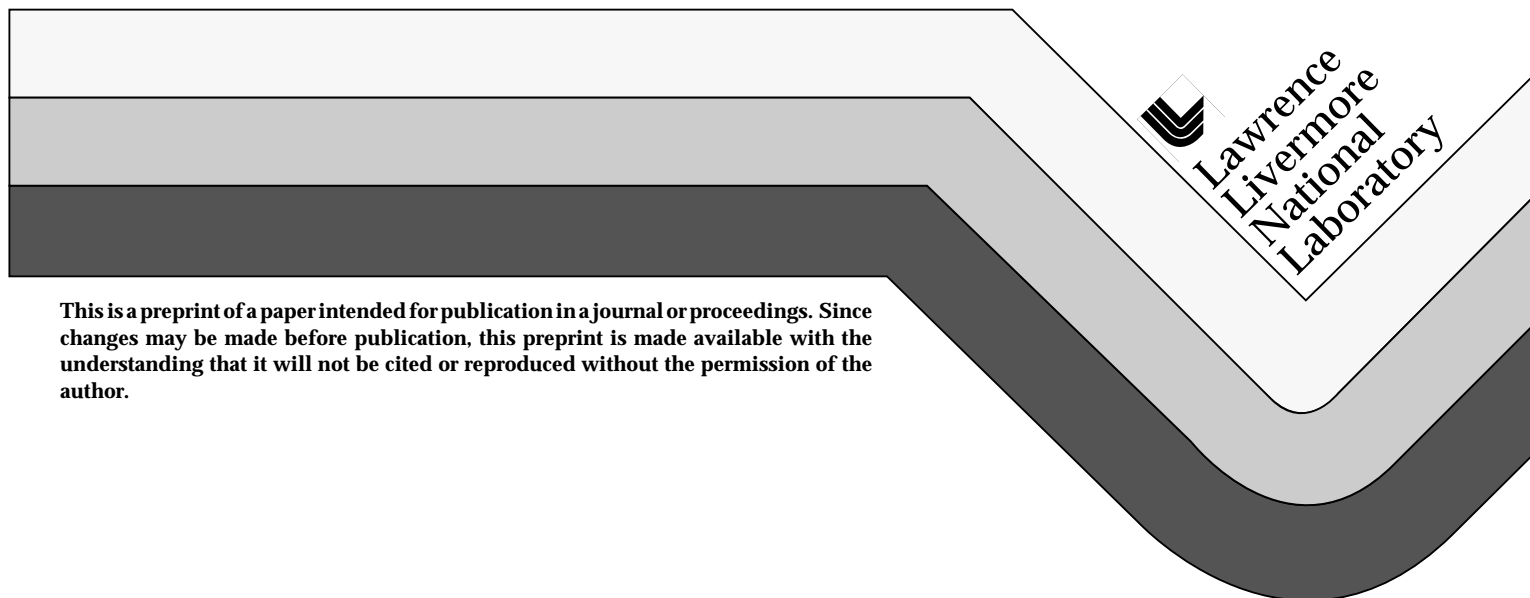 Lawrence
Livermore
National
Laboratory
This is a preprint of a paper intended for publication in a journal or proceedings. Since
changes may be made before publication, this preprint is made available with the
understanding that it will not be cited or reproduced without the permission of the
author.